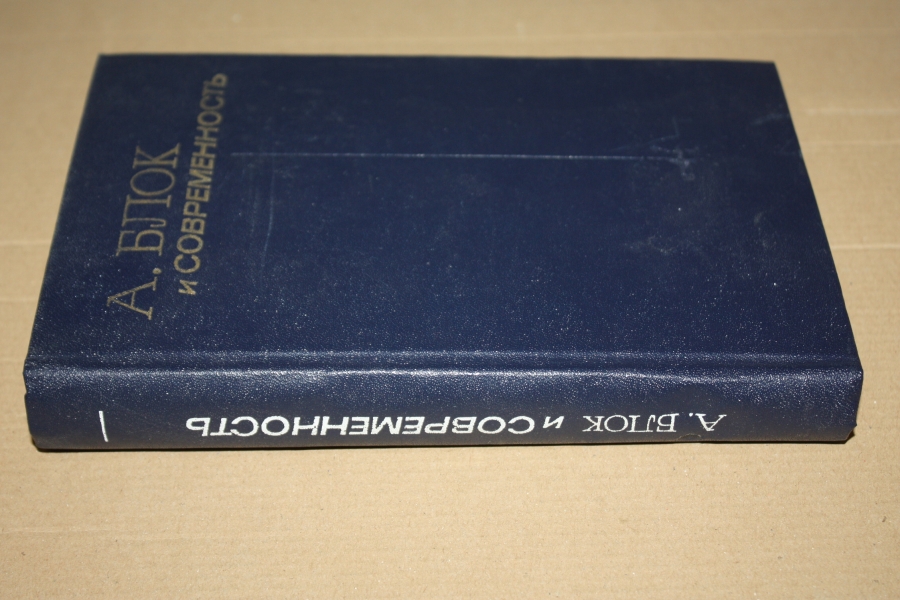 А. БЛОК
и СОВРЕМЕННОСТЬ
А. БЛОК и СОВРЕМЕННОСТЬ